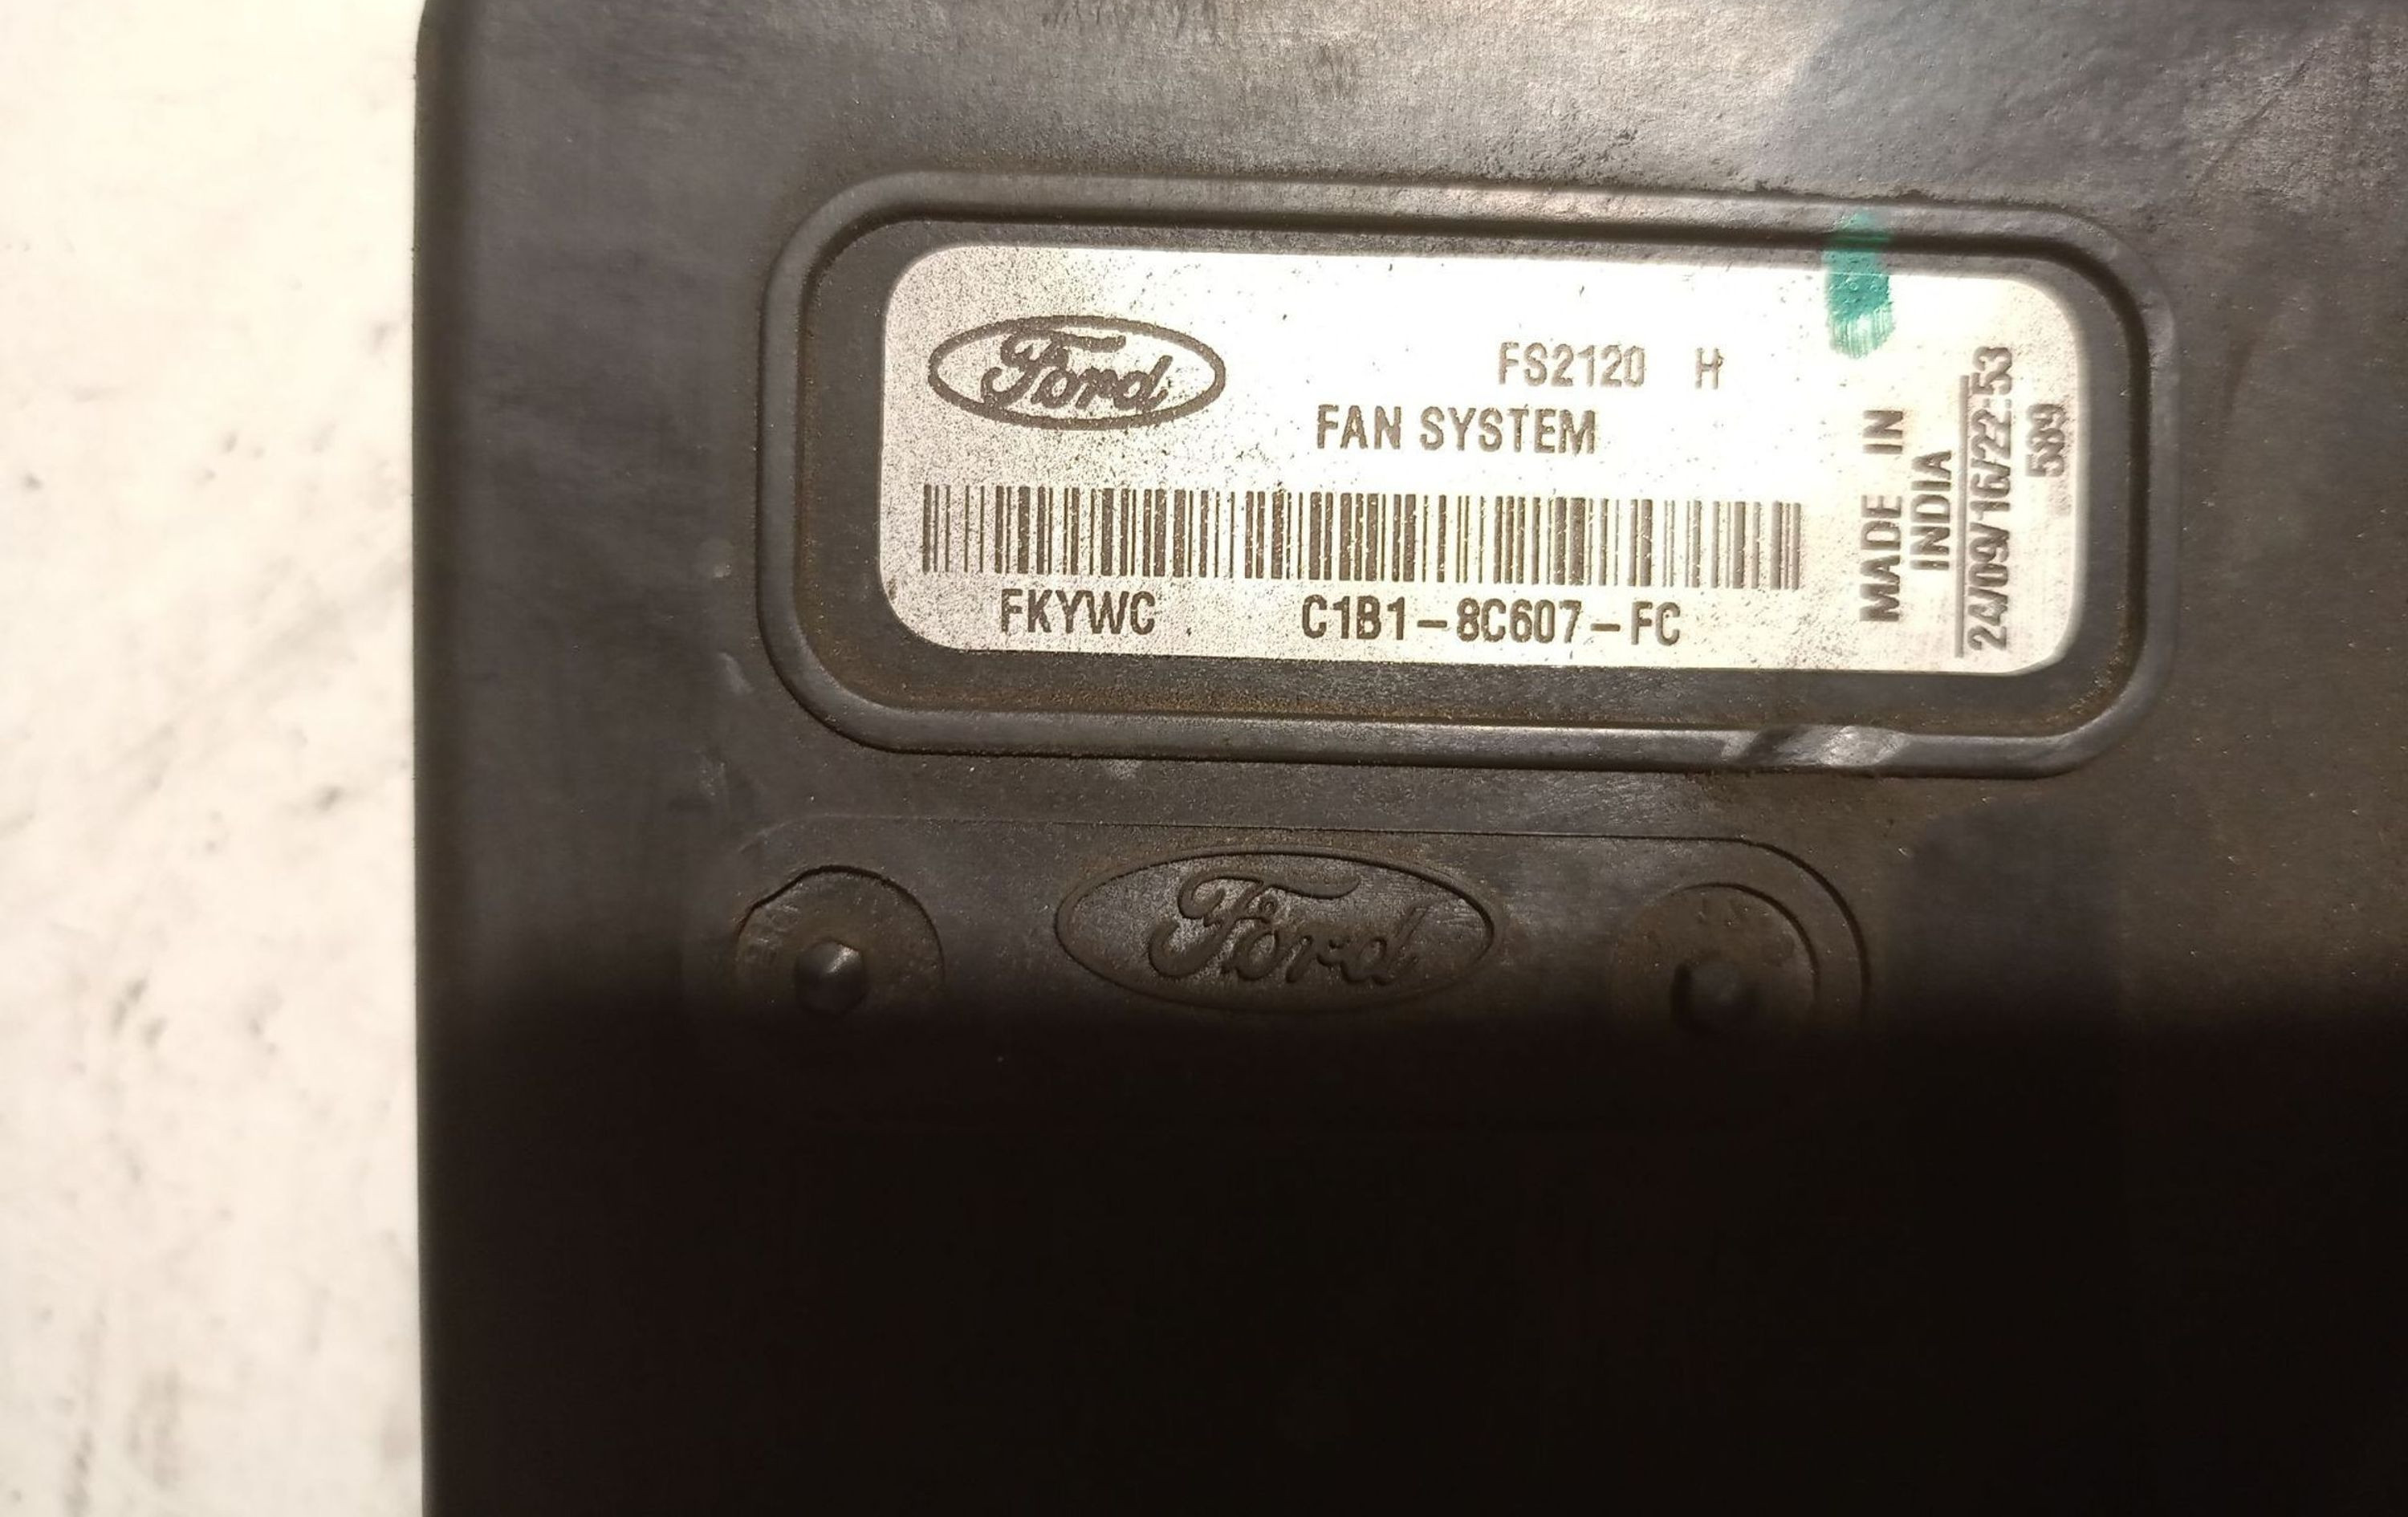 Ford
FS2120 H
FAN SYSTEM
FKYWC C1B1-8C607-FC
MADE IN
INDIA
24/09/16/22:53
589
Ford